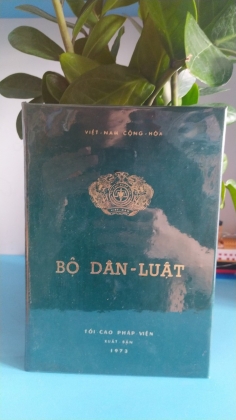 VIỆT-NAM CỘNG-HÒA
BỘ DÂN-LUẬT
TỐI CAO PHÁP VIỆN
XUẤT BẢN
1973